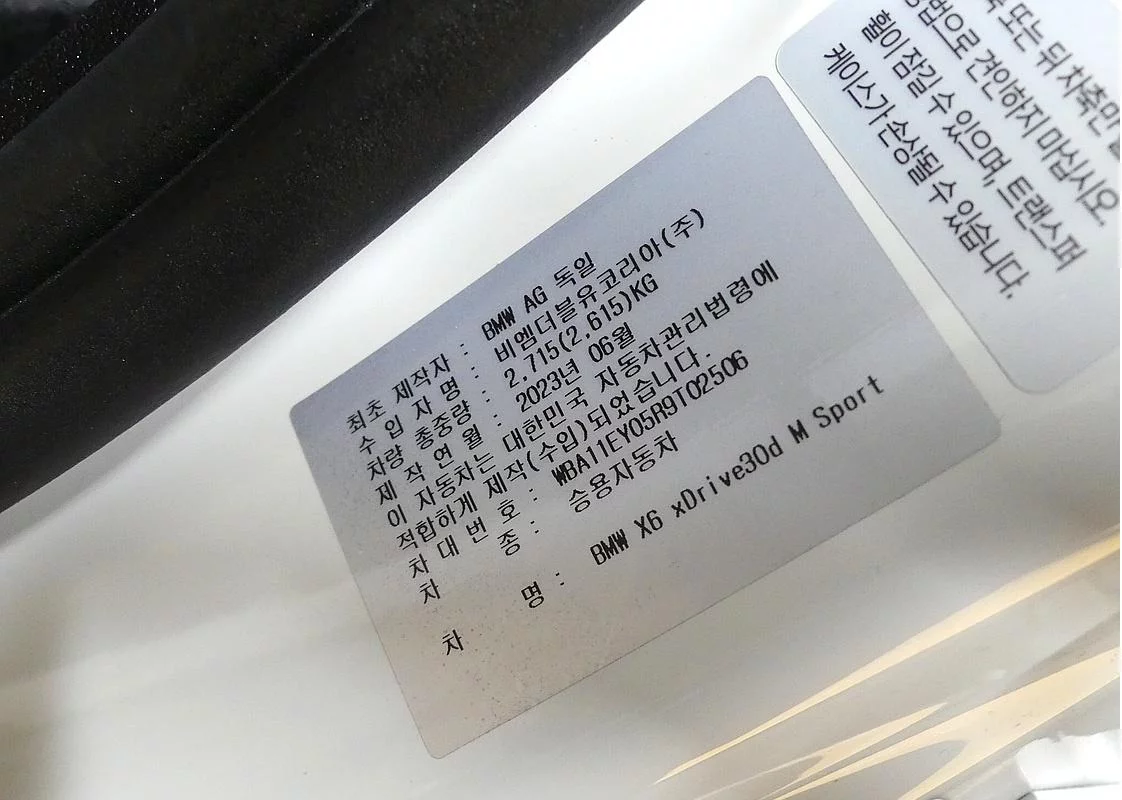 최초 제작자 : BMW AG 독일
수 입 자 명 : 비엠더블유코리아(주)
차량 총중량 : 2,715(2,615)KG
제 작 연 월 : 2023년 06월
이 자동차는 대한민국 자동차관리법령에
적합하게 제작(수입)되었습니다.
차 대 번 호 : WBA11EY05R9T02506
차 종 : 승용자동차
차 명 : BMW X6 xDrive30d M Sport
또는 뒤 차축만
으로 견인하지 마십시오.
휠이 잠길 수 있으며, 트랜스퍼
케이스가 손상될 수 있습니다.